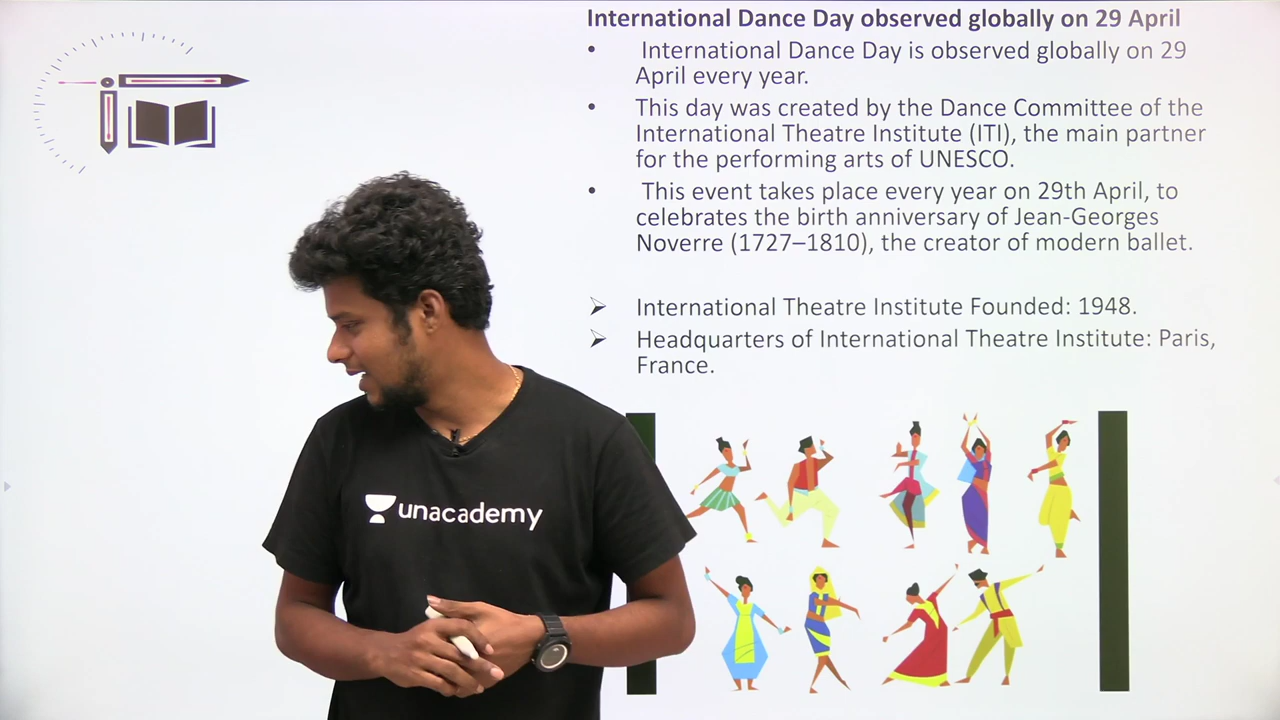 International Dance Day observed globally on 29 April
• International Dance Day is observed globally on 29
April every year.
• This day was created by the Dance Committee of the
International Theatre Institute (ITI), the main partner
for the performing arts of UNESCO.
• This event takes place every year on 29th April, to
celebrates the birth anniversary of Jean-Georges
Noverre (1727–1810), the creator of modern ballet.
➢ International Theatre Institute Founded: 1948.
➢ Headquarters of International Theatre Institute: Paris,
France.
unacademy